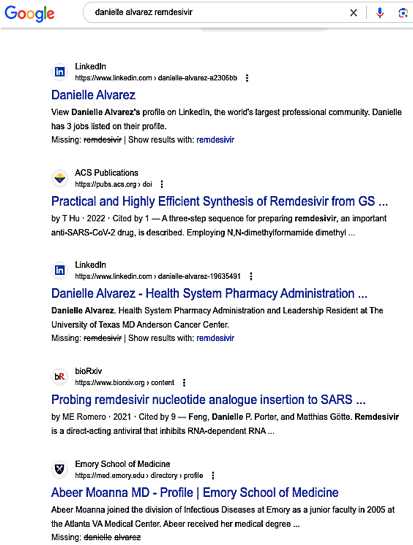 Google
danielle alvarez remdesivir
LinkedIn
https://www.linkedin.com › danielle-alvarez-a2306bb
Danielle Alvarez
View Danielle Alvarez's profile on LinkedIn, the world's largest professional community. Danielle
has 3 jobs listed on their profile.
Missing: remdesivir | Show results with: remdesivir
ACS Publications
https://pubs.acs.org › doi
Practical and Highly Efficient Synthesis of Remdesivir from GS ...
by T Hu · 2022 · Cited by 1 — A three-step sequence for preparing remdesivir, an important
anti-SARS-CoV-2 drug, is described. Employing N,N-dimethylformamide dimethyl ...
LinkedIn
https://www.linkedin.com › danielle-alvarez-19635491
Danielle Alvarez - Health System Pharmacy Administration ...
Danielle Alvarez. Health System Pharmacy Administration and Leadership Resident at The
University of Texas MD Anderson Cancer Center.
Missing: remdesivir | Show results with: remdesivir
bR
bioRxiv
https://www.biorxiv.org › content
Probing remdesivir nucleotide analogue insertion to SARS ...
by ME Romero · 2021 · Cited by 9 — Feng, Danielle P. Porter, and Matthias Götte. Remdesivir
is a direct-acting antiviral that inhibits RNA-dependent RNA ...
Emory School of Medicine
https://med.emory.edu › directory › profile
Abeer Moanna MD - Profile | Emory School of Medicine
Abeer Moanna joined the division of Infectious Diseases at Emory as a junior faculty in 2005 at
the Atlanta VA Medical Center. Abeer received her medical degree ...
Missing: danielle alvarez